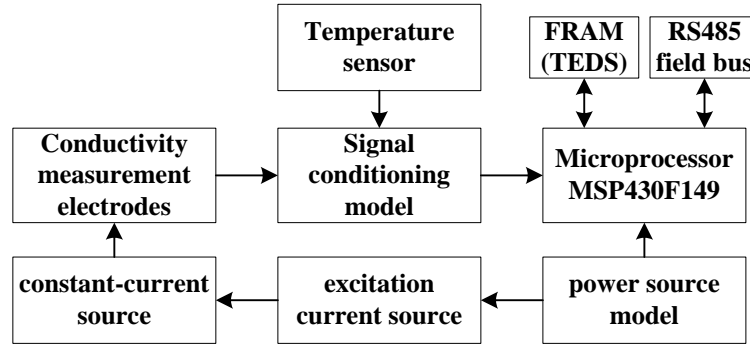 Temperature
sensor
FRAM
(TEDS)
RS485
field bus
Conductivity
measurement
electrodes
Signal
conditioning
model
Microprocessor
MSP430F149
constant-current
source
excitation
current source
power source
model